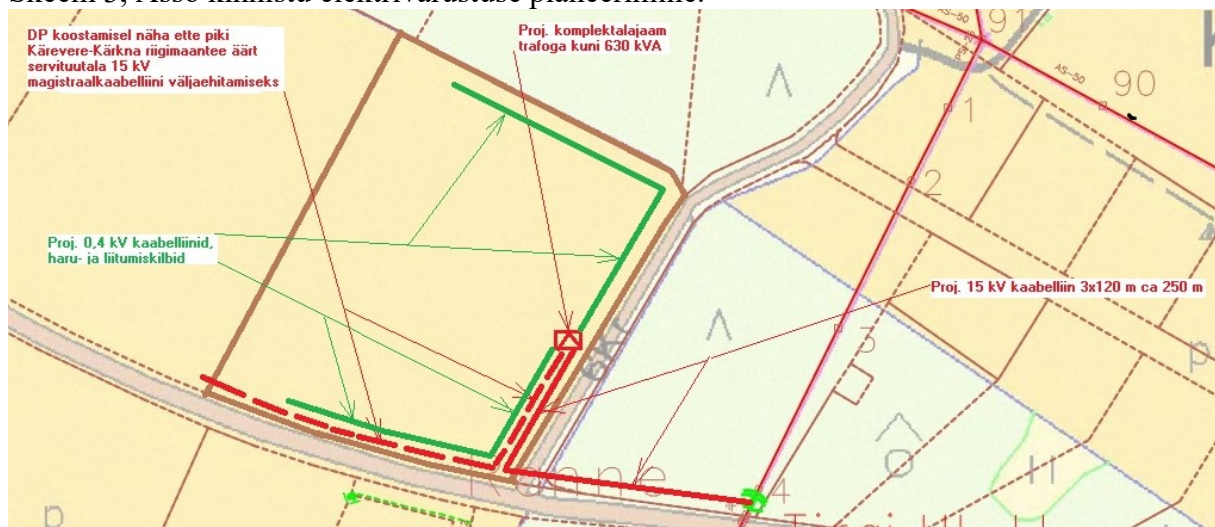 Skeem 3, Asso kinnistu elektrivarustuse planeerimine.
DP koostamisel näha ette piki
Kärevere-Kärkna riigimaantee äärt
servituutala 15 kV
magistraalkaabelliini väljaehitamiseks
Proj. komplektalajaam
trafoga kuni 630 kVA
Proj. 0,4 kV kaabelliinid,
haru- ja liitumiskilbid
Proj. 15 kV kaabelliin 3x120 m ca 250 m
AS-50
91
AS-50
90
1
2
3
4
O
H
p
p